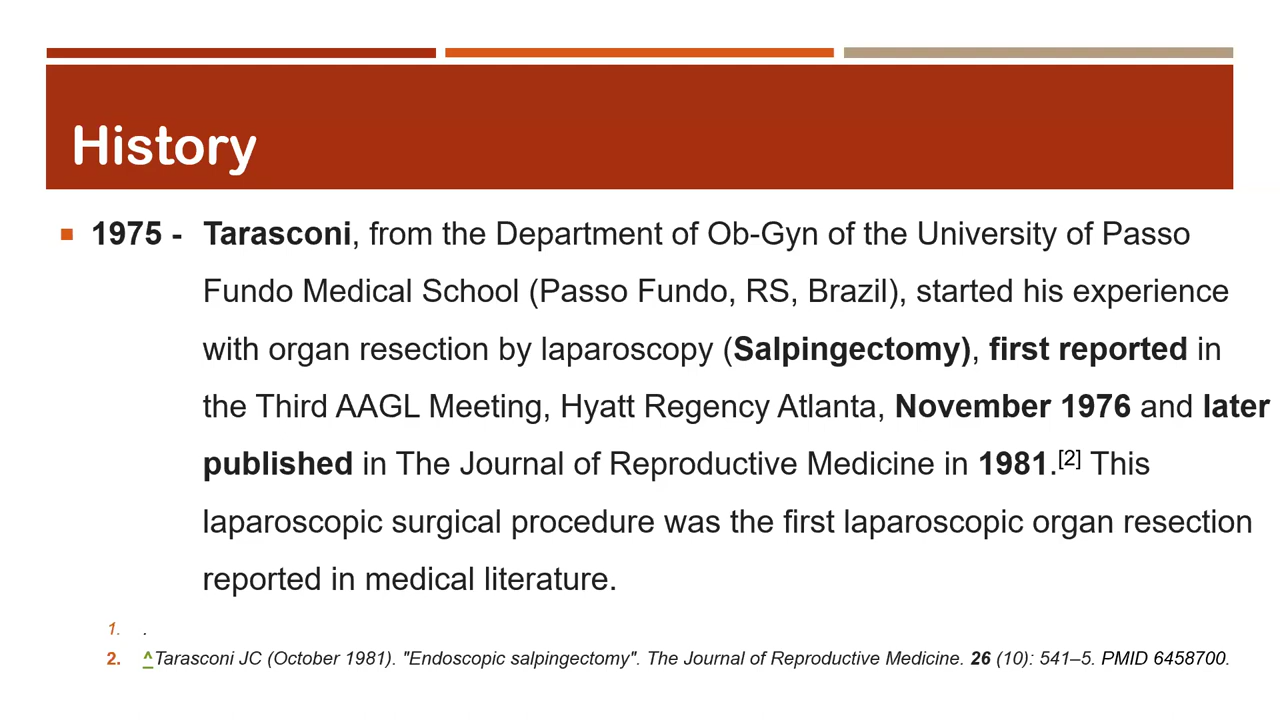 History
1975 - Tarasconi, from the Department of Ob-Gyn of the University of Passo
Fundo Medical School (Passo Fundo, RS, Brazil), started his experience
with organ resection by laparoscopy (Salpingectomy), first reported in
the Third AAGL Meeting, Hyatt Regency Atlanta, November 1976 and later
published in The Journal of Reproductive Medicine in 1981.[2] This
laparoscopic surgical procedure was the first laparoscopic organ resection
reported in medical literature.
1. .
2. ^Tarasconi JC (October 1981). "Endoscopic salpingectomy". The Journal of Reproductive Medicine. 26 (10): 541–5. PMID 6458700.